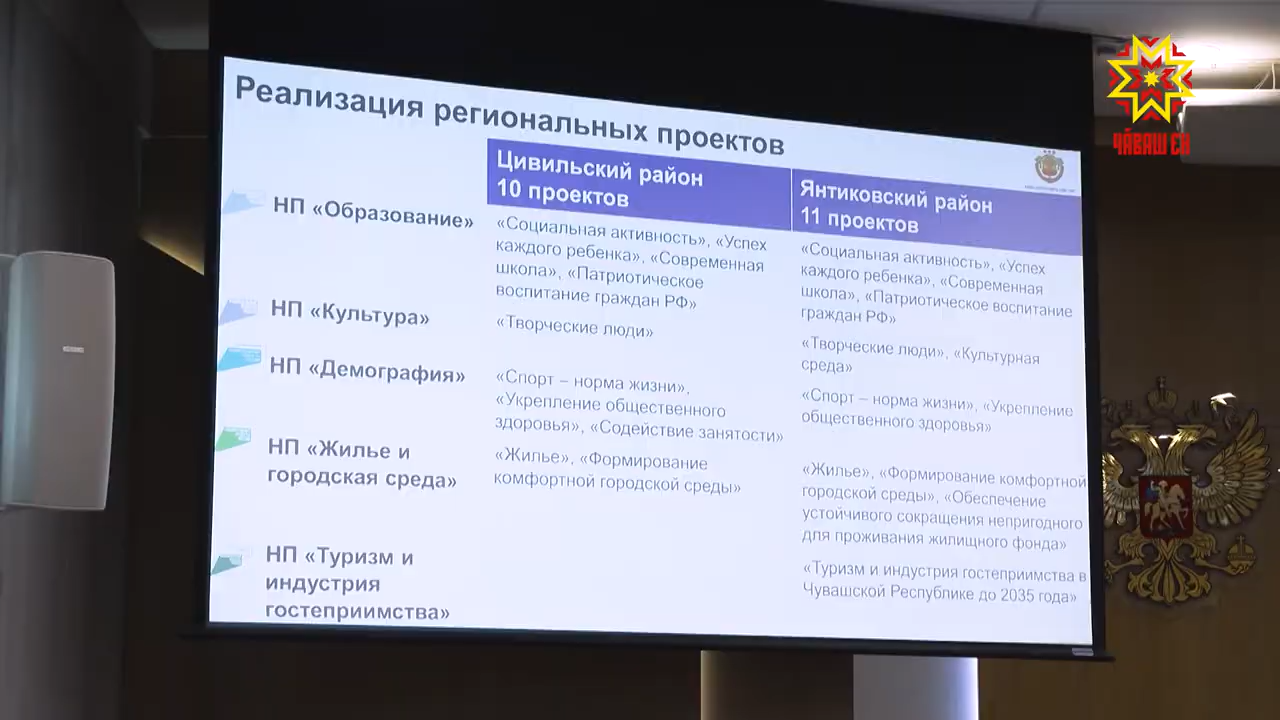 Реализация региональных проектов
ЧӐВАШ ЕН
Цивильский район
10 проектов
Янтиковский район
11 проектов
НП «Образование»
«Социальная активность», «Успех
каждого ребенка», «Современная
школа», «Патриотическое
воспитание граждан РФ»
«Социальная активность», «Успех
каждого ребенка», «Современная
школа», «Патриотическое воспитание
граждан РФ»
НП «Культура»
«Творческие люди»
«Творческие люди», «Культурная
среда»
НП «Демография»
«Спорт – норма жизни»,
«Укрепление общественного
здоровья», «Содействие занятости»
«Спорт – норма жизни», «Укрепление
общественного здоровья»
НП «Жилье и
городская среда»
«Жилье», «Формирование
комфортной городской среды»
«Жилье», «Формирование комфортной
городской среды», «Обеспечение
устойчивого сокращения непригодного
для проживания жилищного фонда»
НП «Туризм и
индустрия
гостеприимства»
«Туризм и индустрия гостеприимства в
Чувашской Республике до 2035 года»